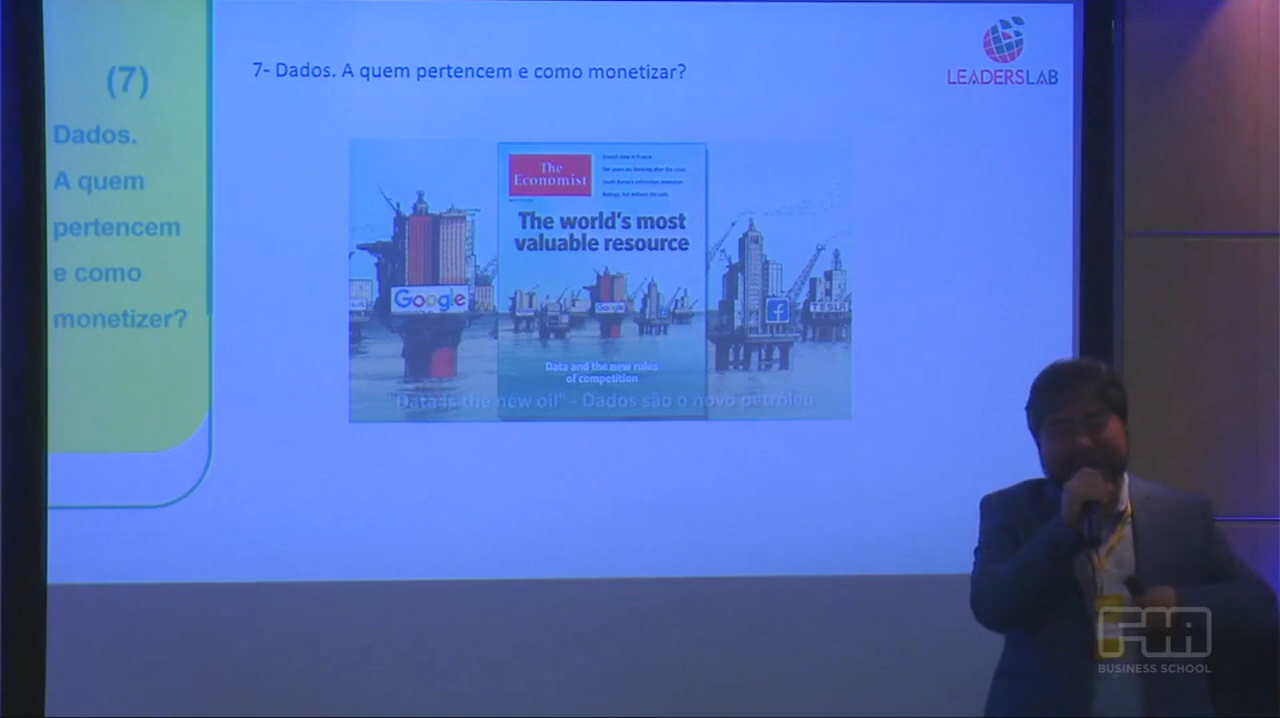 (7)
Dados.
A quem
pertencem
e como
monetizer?
7- Dados. A quem pertencem e como monetizar?
LEADERSLAB
The
Economist
The world's most
valuable resource
Google
Google
f
TESLA
Data and the new rules
of competition
"Data is the new oil" - Dados são o novo petróleo
FIA
BUSINESS SCHOOL